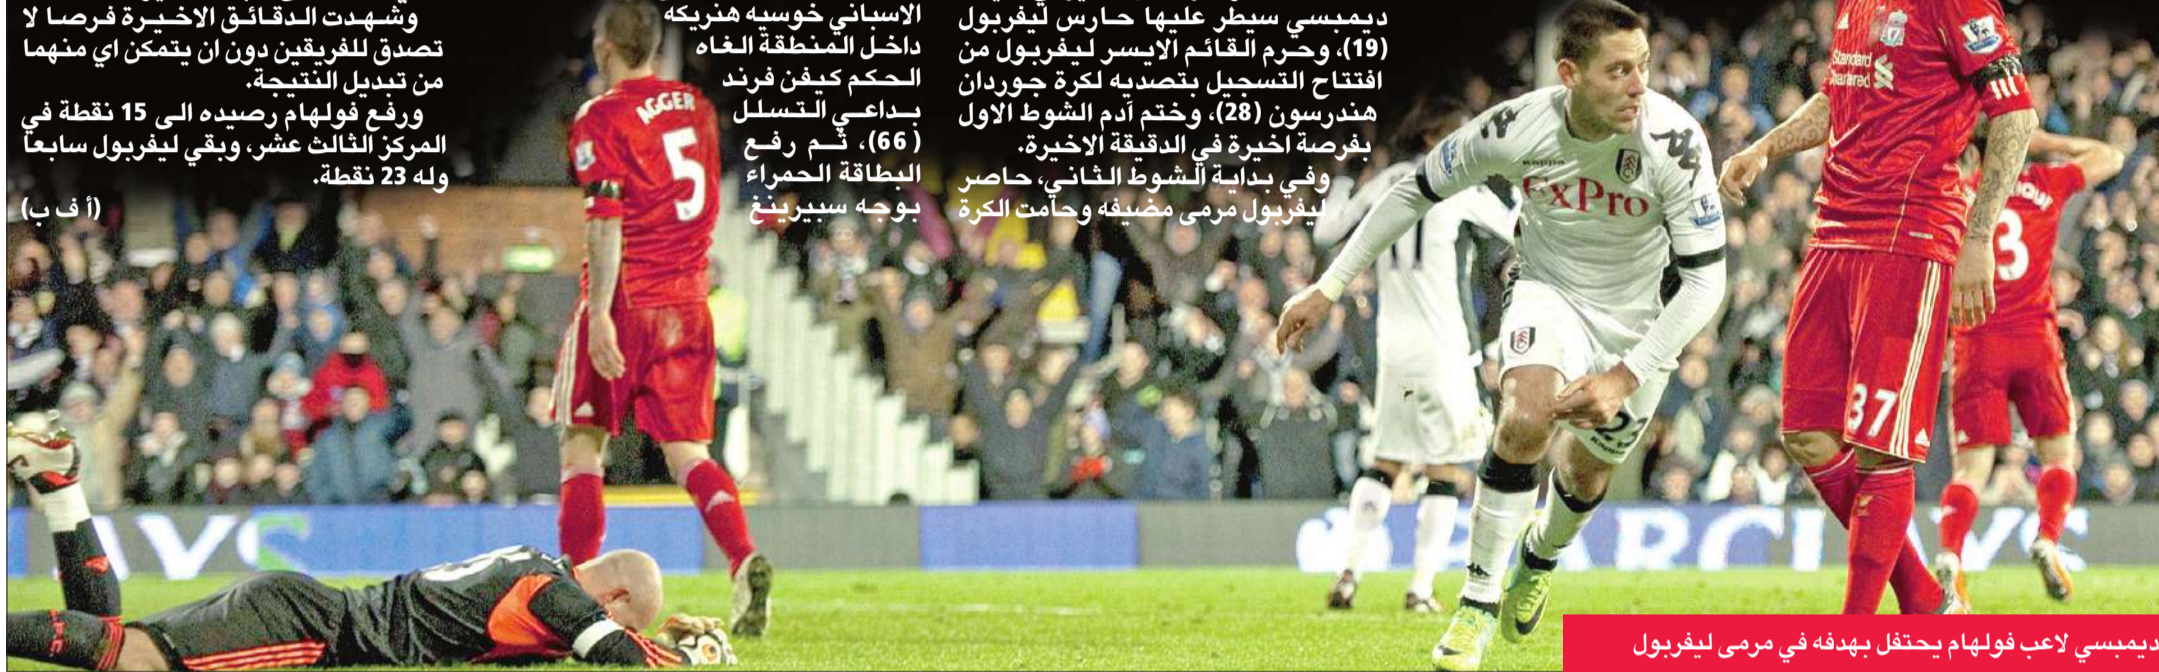 ديمبسي سيطر عليها حارس ليفربول
(19)، وحرم القائم الايسر ليفربول من
افتتاح التسجيل بتصديه لكرة جوردان
هندرسون (28)، وختم آدم الشوط الاول
بفرصة اخيرة في الدقيقة الاخيرة.
وفي بداية الشوط الثاني، حاصر
ليفربول مرمى مضيفه وحامت الكرة
الاسباني خوسيه هنريكه
داخل المنطقة الغاه
الحكم كيفن فرند
بداعي التسلل
(66)، ثم رفع
البطاقة الحمراء
بوجه سبيرينغ
وشهدت الدقائق الاخيرة فرصا لا
تصدق للفريقين دون ان يتمكن اي منهما
من تبديل النتيجة.
ورفع فولهام رصيده الى 15 نقطة في
المركز الثالث عشر، وبقي ليفربول سابعا
وله 23 نقطة.
(أ ف ب)
AGGER
5
Standard
Chartered
FxPro
3
37
23
AYS
BARCLAYS
ديمبسي لاعب فولهام يحتفل بهدفه في مرمى ليفربول